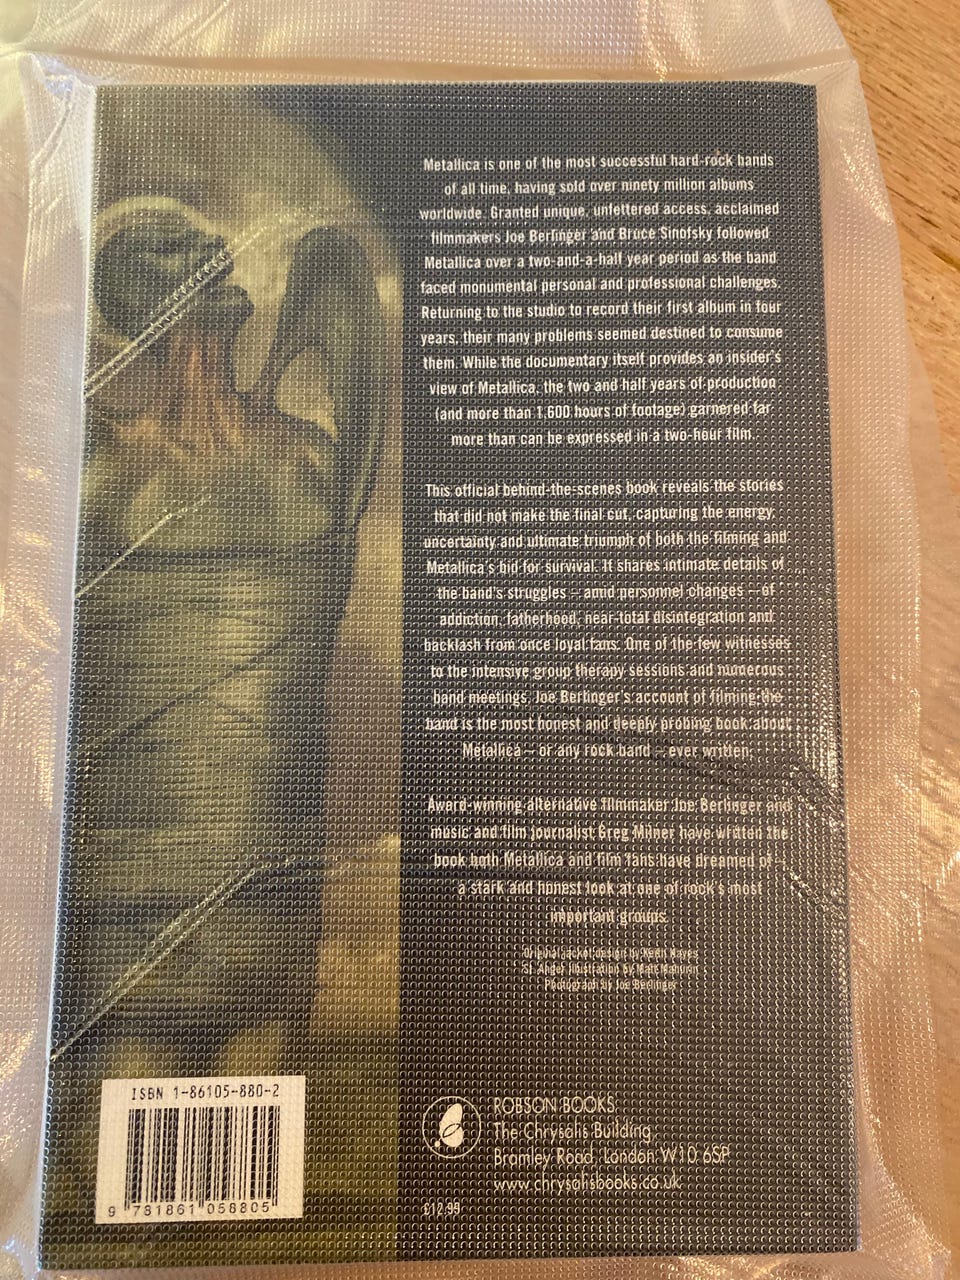 Metallica is one of the most successful hard-rock bands
of all time, having sold over ninety million albums
worldwide. Granted unique, unfettered access, acclaimed
filmmakers Joe Berlinger and Bruce Sinofsky followed
Metallica over a two-and-a-half year period as the band
faced monumental personal and professional challenges.
Returning to the studio to record their first album in four
years, their many problems seemed destined to consume
them. While the documentary itself provides an insider's
view of Metallica, the two and half years of production
(and more than 1,600 hours of footage) garnered far
more than can be expressed in a two-hour film.
This official behind-the-scenes book reveals the stories
that did not make the final cut, capturing the energy,
uncertainty and ultimate triumph of both the filming and
Metallica's bid for survival. It shares intimate details of
the band's struggles – amid personnel changes – of
addiction, fatherhood, near-total disintegration and
backlash from once loyal fans. One of the few witnesses
to the intensive group therapy sessions and numerous
band meetings, Joe Berlinger's account of filming the
band is the most honest and deeply probing book about
Metallica – or any rock band – ever written.
Award-winning alternative filmmaker Joe Berlinger and
music and film journalist Greg Milner have written the
book both Metallica and film fans have dreamed of –
a stark and honest look at one of rock's most
important groups.
Original jacket design by Keith Hayes
St. Anger illustration by Matt Mahurin
Photograph by Joe Berlinger
ISBN 1-86105-880-2
9 781861 058805
ROBSON BOOKS
The Chrysalis Building
Bramley Road, London W10 6SP
www.chrysalisbooks.co.uk
£12.99